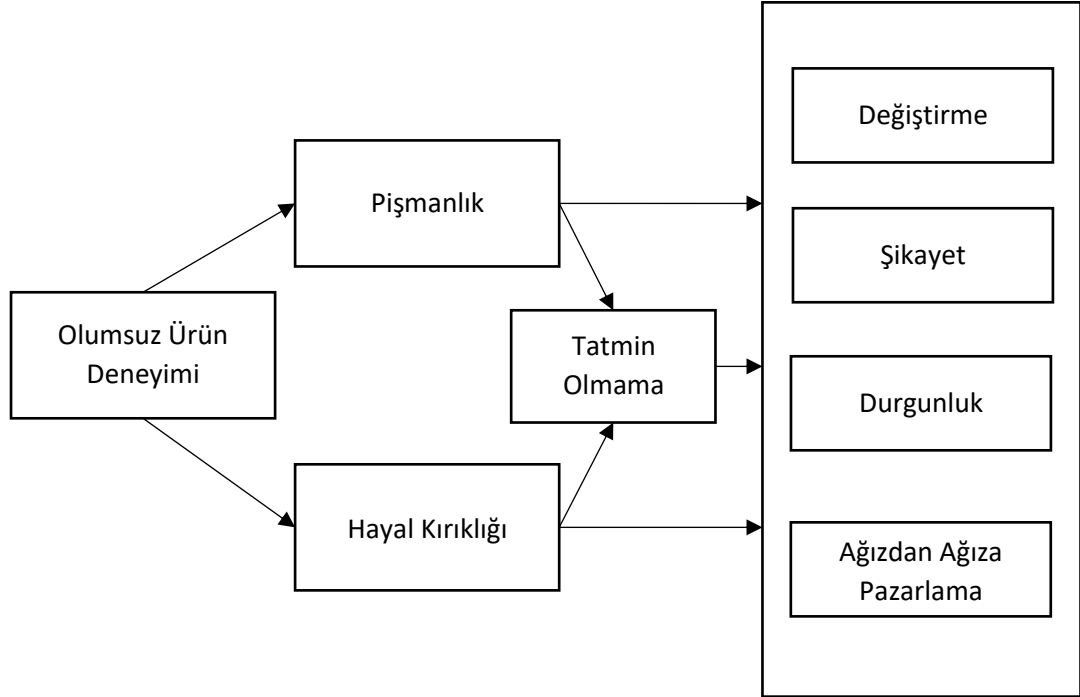 Olumsuz Ürün
Deneyimi
Pişmanlık
Hayal Kırıklığı
Tatmin
Olmama
Değiştirme
Şikayet
Durgunluk
Ağızdan Ağıza
Pazarlama